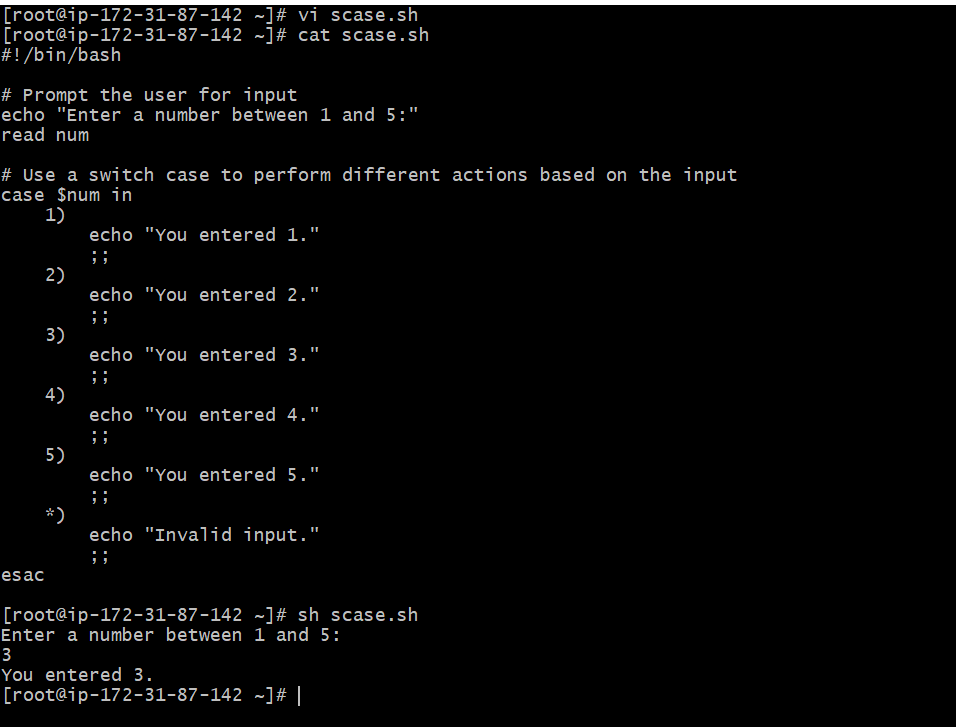 [root@ip-172-31-87-142 ~]# vi scase.sh
[root@ip-172-31-87-142 ~]# cat scase.sh
#!/bin/bash

# Prompt the user for input
echo "Enter a number between 1 and 5:"
read num

# Use a switch case to perform different actions based on the input
case $num in
    1)
        echo "You entered 1."
        ;;
    2)
        echo "You entered 2."
        ;;
    3)
        echo "You entered 3."
        ;;
    4)
        echo "You entered 4."
        ;;
    5)
        echo "You entered 5."
        ;;
    *)
        echo "Invalid input."
        ;;
esac

[root@ip-172-31-87-142 ~]# sh scase.sh
Enter a number between 1 and 5:
3
You entered 3.
[root@ip-172-31-87-142 ~]#